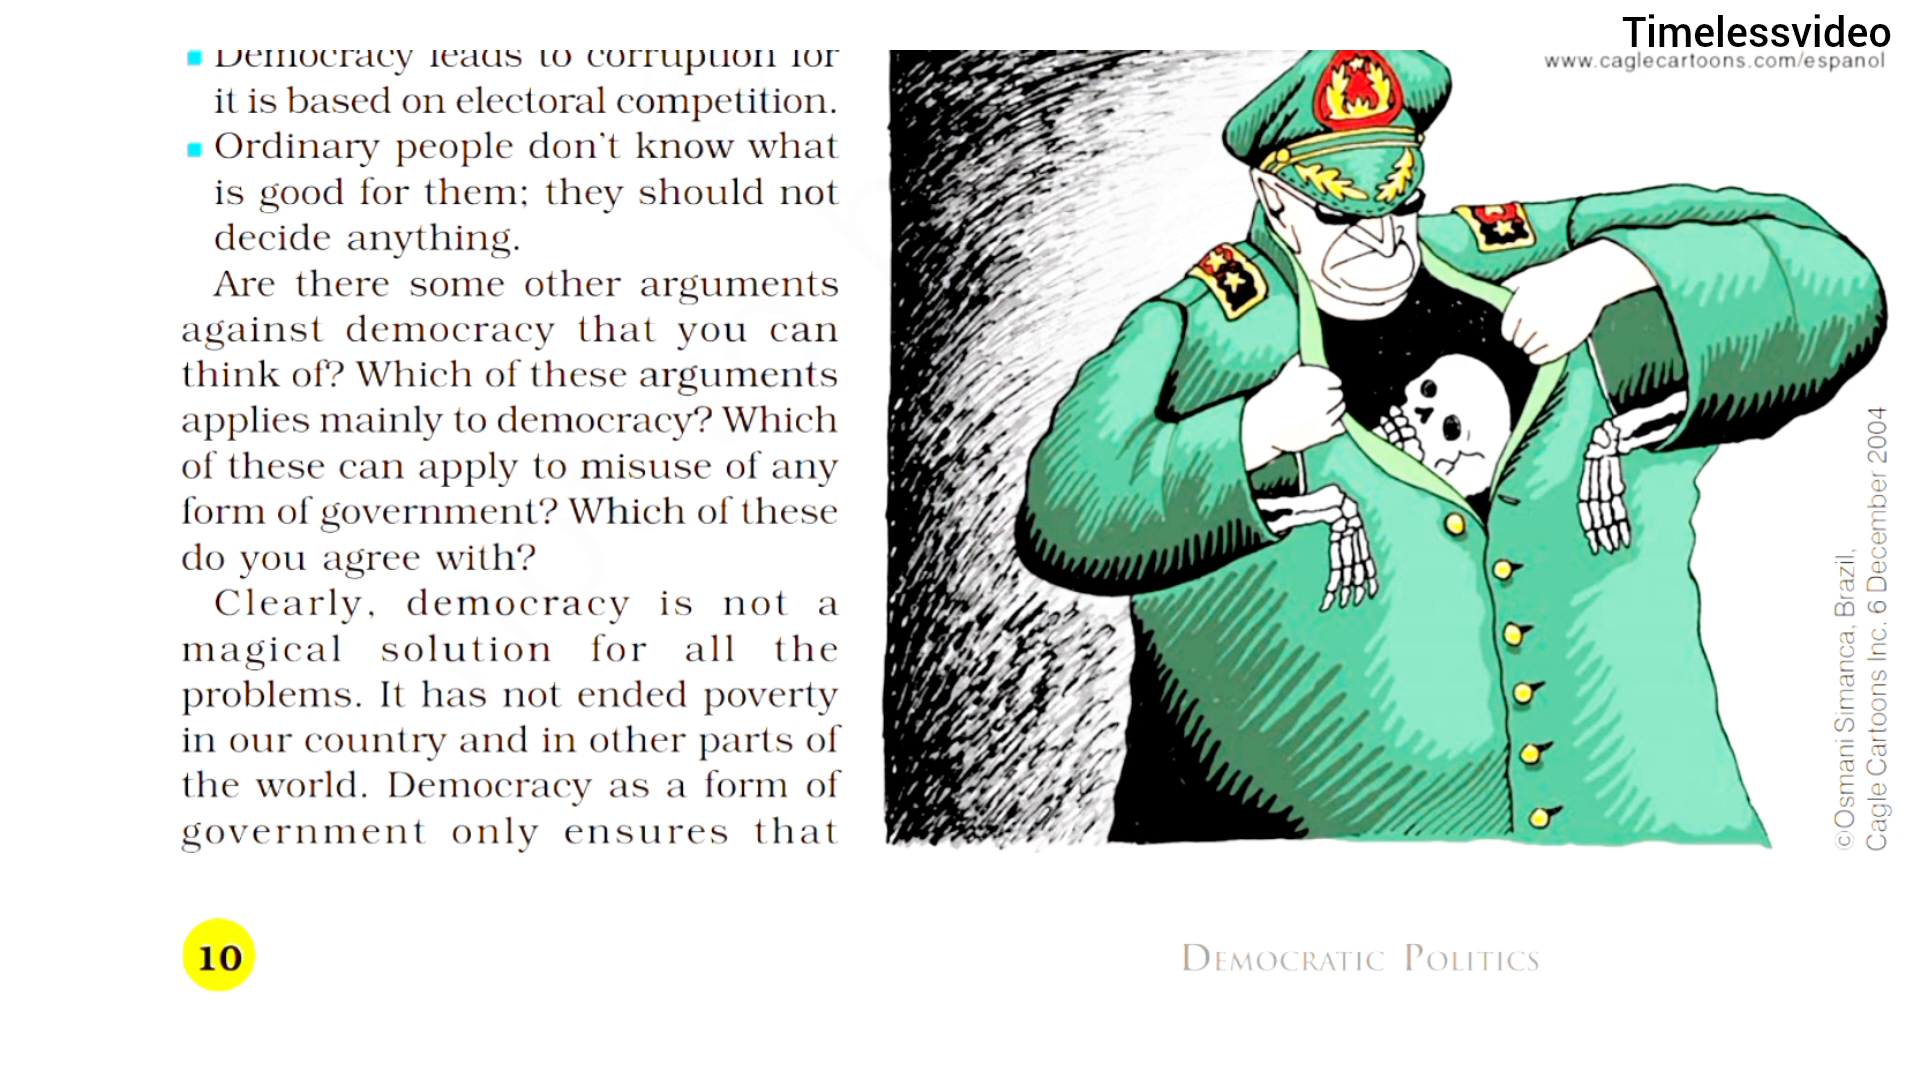 Timelessvideo
www.caglecartoons.com/espanol
Democracy leads to corruption for
it is based on electoral competition.
Ordinary people don't know what
is good for them; they should not
decide anything.
Are there some other arguments
against democracy that you can
think of? Which of these arguments
applies mainly to democracy? Which
of these can apply to misuse of any
form of government? Which of these
do you agree with?
Clearly, democracy is not a
magical solution for all the
problems. It has not ended poverty
in our country and in other parts of
the world. Democracy as a form of
government only ensures that
©Osmani Simanca, Brazil,
Cagle Cartoons Inc. 6 December 2004
10
DEMOCRATIC POLITICS